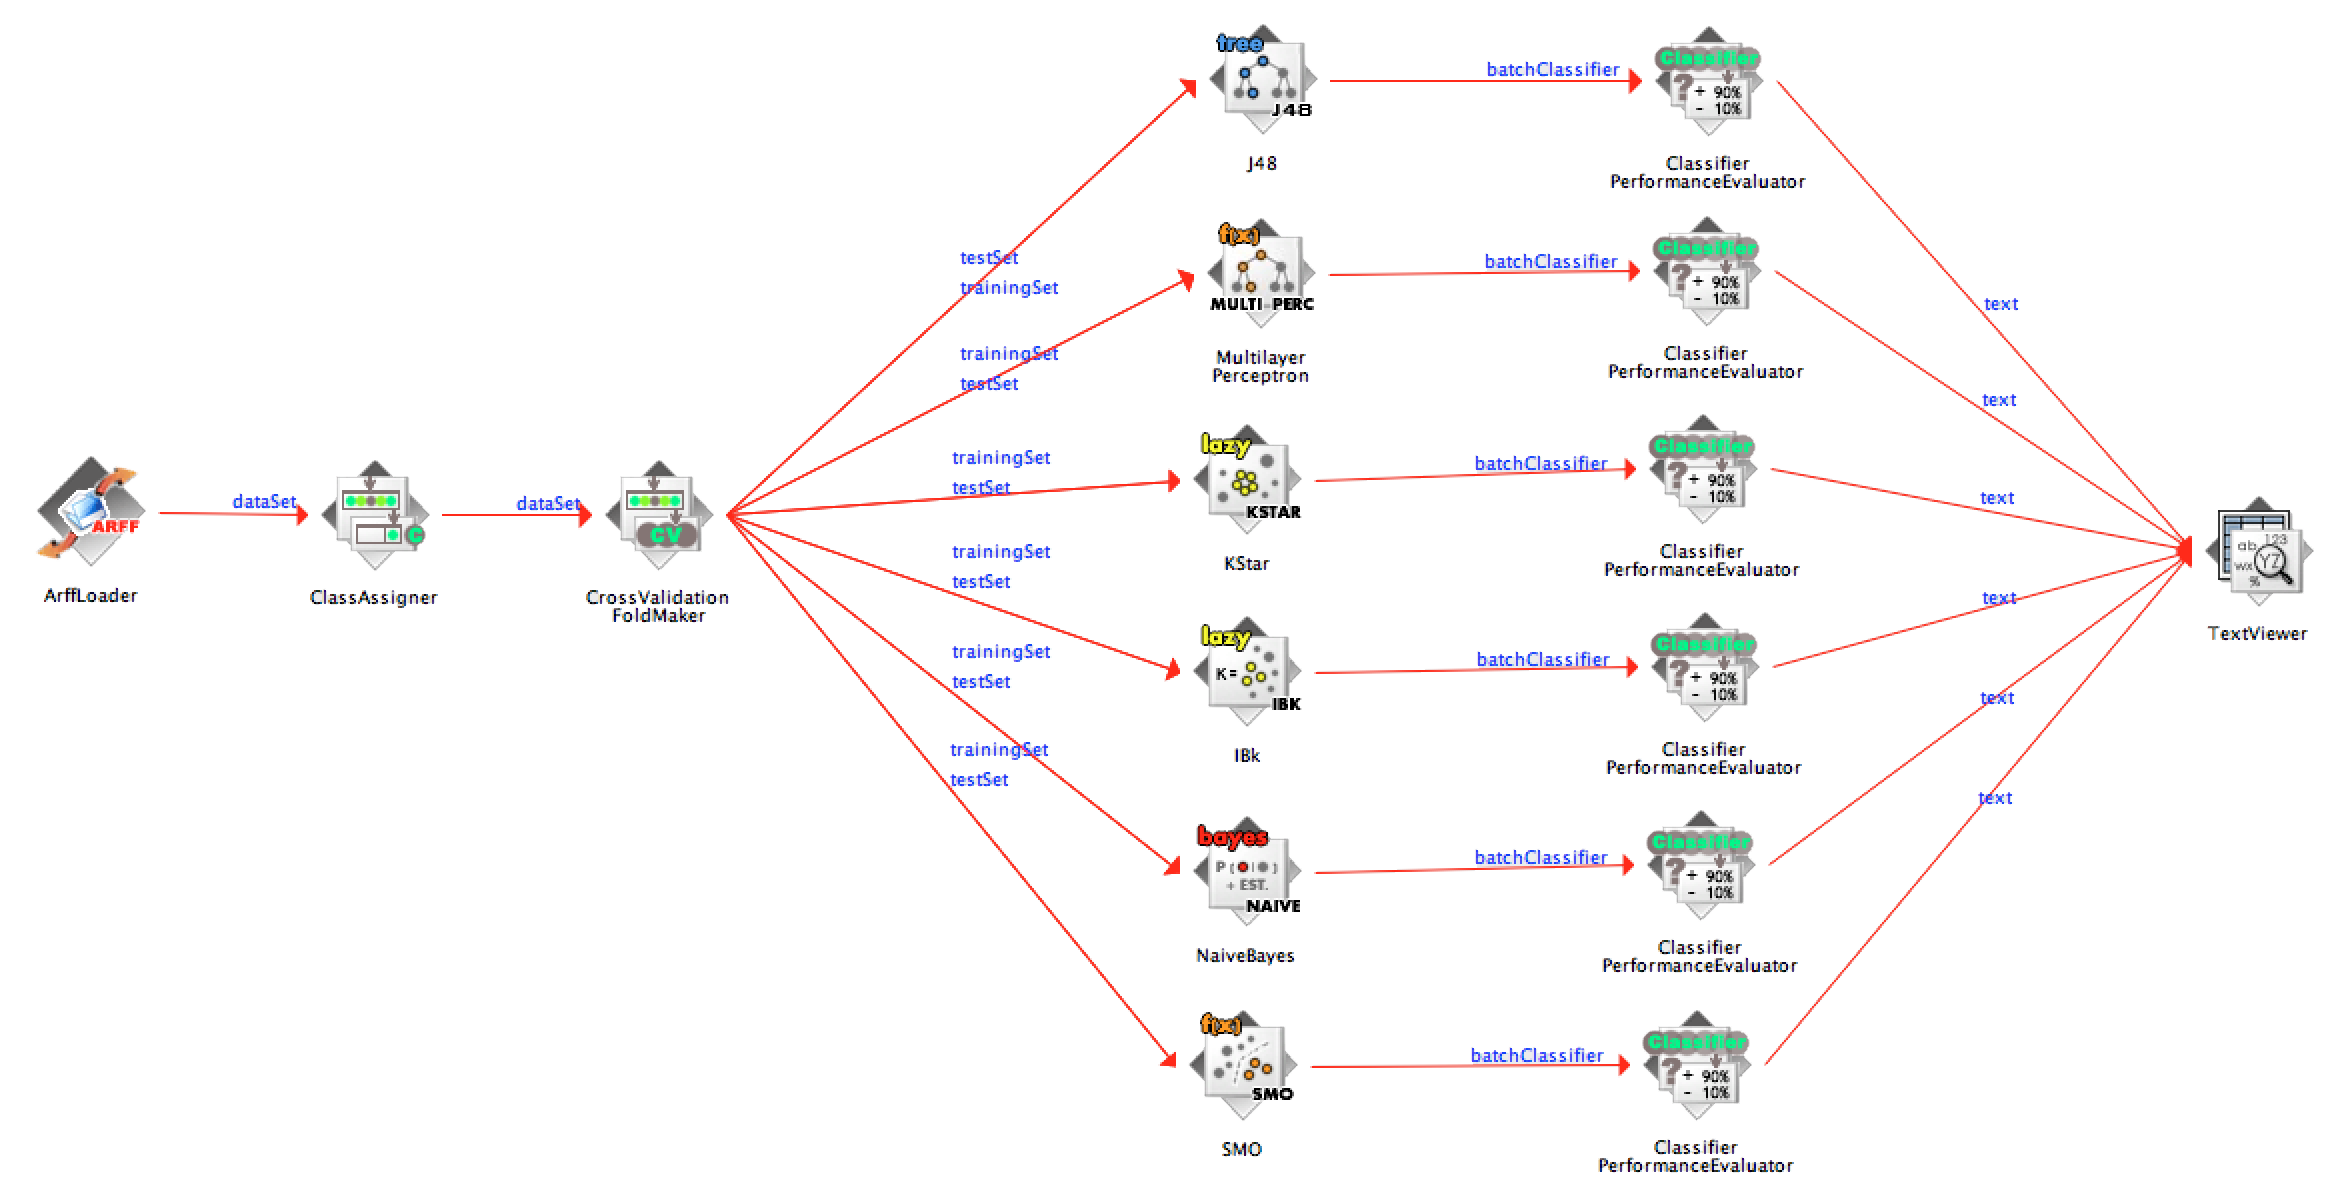 tree
J48
J48
batchClassifier
Classifier
?
+ 90%
- 10%
Classifier
PerformanceEvaluator
testSet
trainingSet
f(x)
MULTI-PERC
Multilayer
Perceptron
batchClassifier
Classifier
?
+ 90%
- 10%
Classifier
PerformanceEvaluator
text
trainingSet
testSet
text
ARFF
ArffLoader
dataSet
C
ClassAssigner
dataSet
CV
CrossValidation
FoldMaker
trainingSet
testSet
lazy
KSTAR
KStar
batchClassifier
Classifier
?
+ 90%
- 10%
Classifier
PerformanceEvaluator
text
ab 123
wx YZ
%
TextViewer
trainingSet
testSet
lazy
K=
IBK
IBk
batchClassifier
Classifier
?
+ 90%
- 10%
Classifier
PerformanceEvaluator
text
trainingSet
testSet
bayes
P ( | )
+ EST.
NAIVE
NaiveBayes
batchClassifier
Classifier
?
+ 90%
- 10%
Classifier
PerformanceEvaluator
text
trainingSet
testSet
f(x)
SMO
SMO
batchClassifier
Classifier
?
+ 90%
- 10%
Classifier
PerformanceEvaluator
text